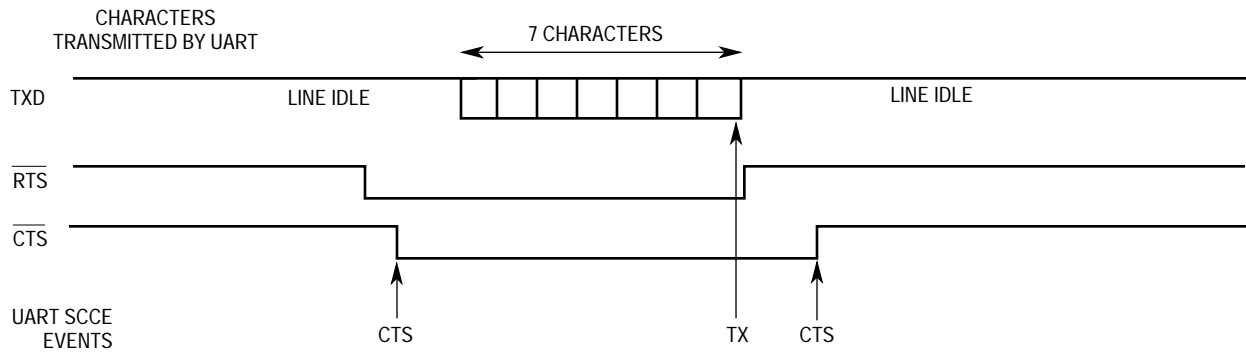 CHARACTERS
TRANSMITTED BY UART
7 CHARACTERS
TXD
LINE IDLE
LINE IDLE
RTS
CTS
UART SCCE
EVENTS
CTS
TX
CTS